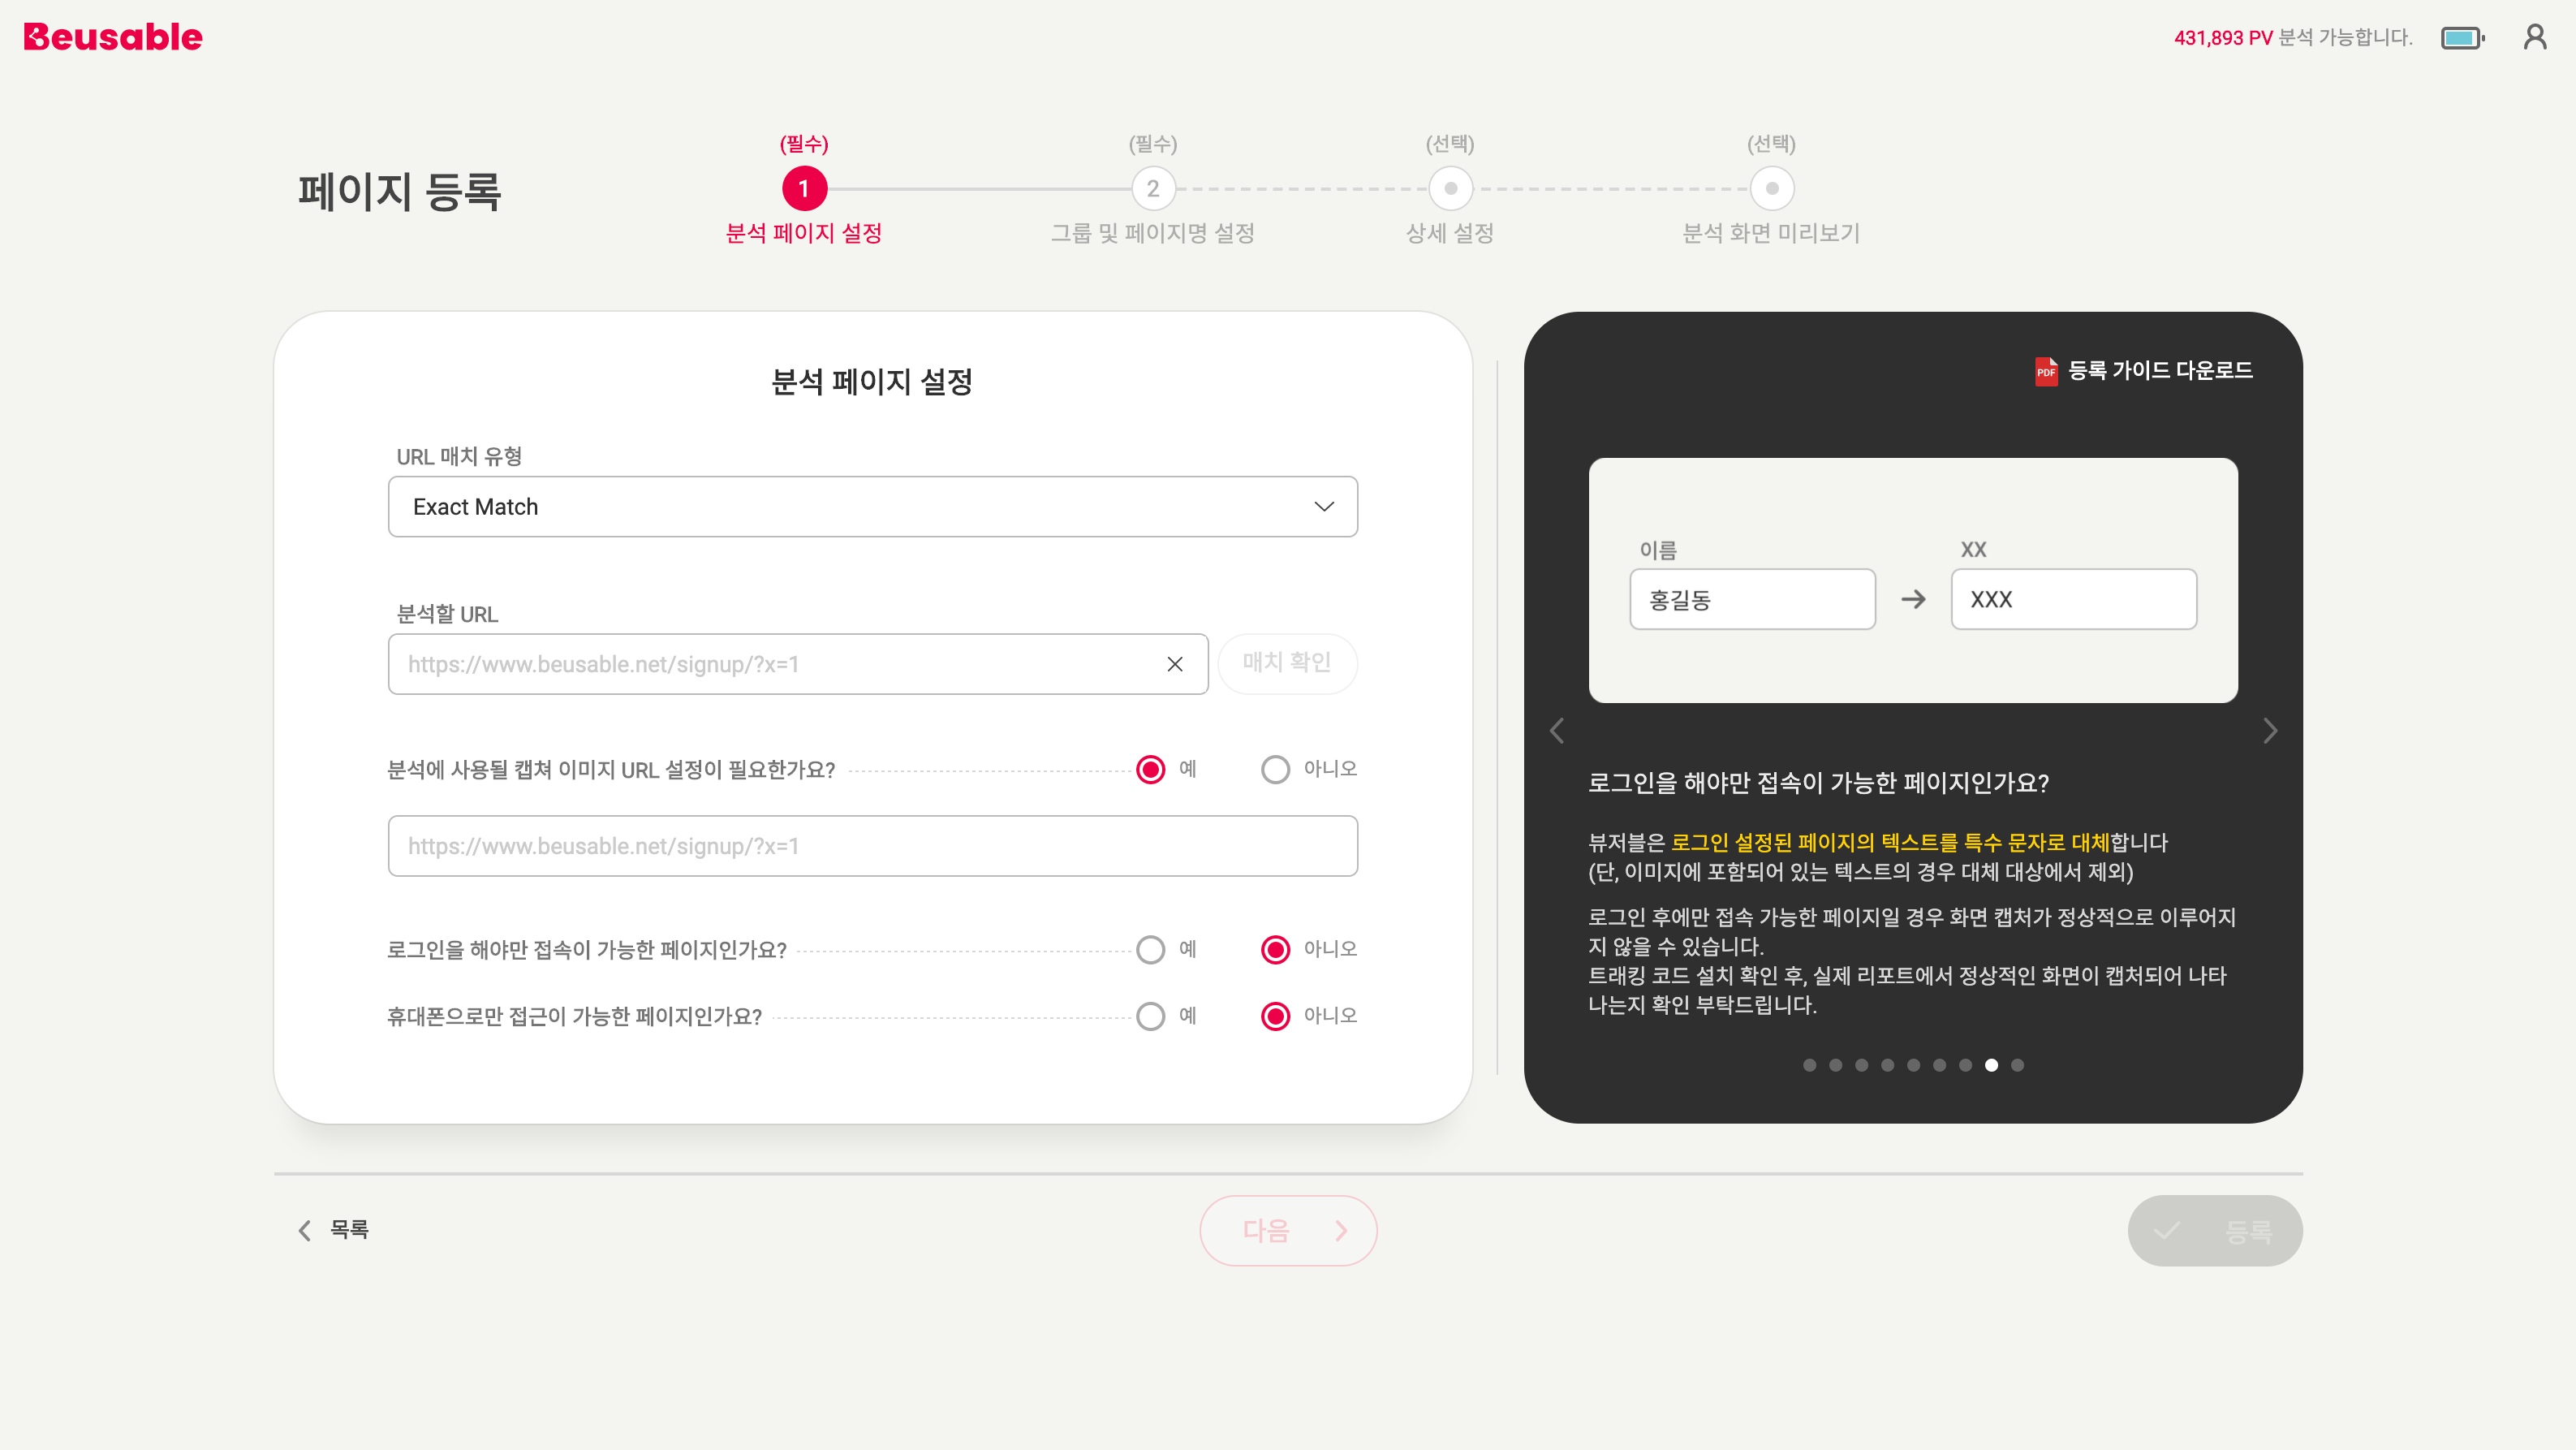 Beusable
431,893 PV 분석 가능합니다.
페이지 등록
(필수)
1
분석 페이지 설정
(필수)
2
그룹 및 페이지명 설정
(선택)
상세 설정
(선택)
분석 화면 미리보기
분석 페이지 설정
URL 매치 유형
Exact Match
분석할 URL
https://www.beusable.net/signup/?x=1
매치 확인
분석에 사용될 캡쳐 이미지 URL 설정이 필요한가요?
예
아니오
https://www.beusable.net/signup/?x=1
로그인을 해야만 접속이 가능한 페이지인가요?
예
아니오
휴대폰으로만 접근이 가능한 페이지인가요?
예
아니오
PDF 등록 가이드 다운로드
이름
홍길동
XX
XXX
로그인을 해야만 접속이 가능한 페이지인가요?
뷰저블은 로그인 설정된 페이지의 텍스트를 특수 문자로 대체합니다
(단, 이미지에 포함되어 있는 텍스트의 경우 대체 대상에서 제외)
로그인 후에만 접속 가능한 페이지일 경우 화면 캡처가 정상적으로 이루어지
지 않을 수 있습니다.
트래킹 코드 설치 확인 후, 실제 리포트에서 정상적인 화면이 캡처되어 나타
나는지 확인 부탁드립니다.
목록
다음
등록